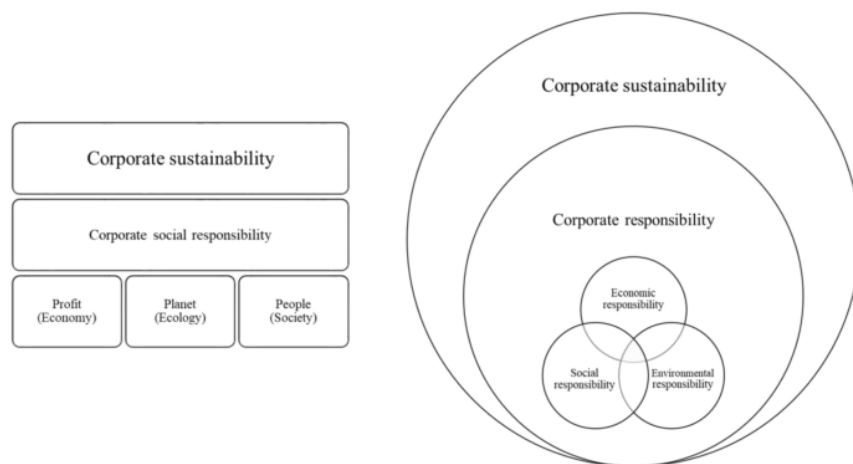 Corporate sustainability
Corporate social responsibility
Profit
(Economy)
Planet
(Ecology)
People
(Society)
Corporate sustainability
Corporate responsibility
Economic
responsibility
Social
responsibility
Environmental
responsibility